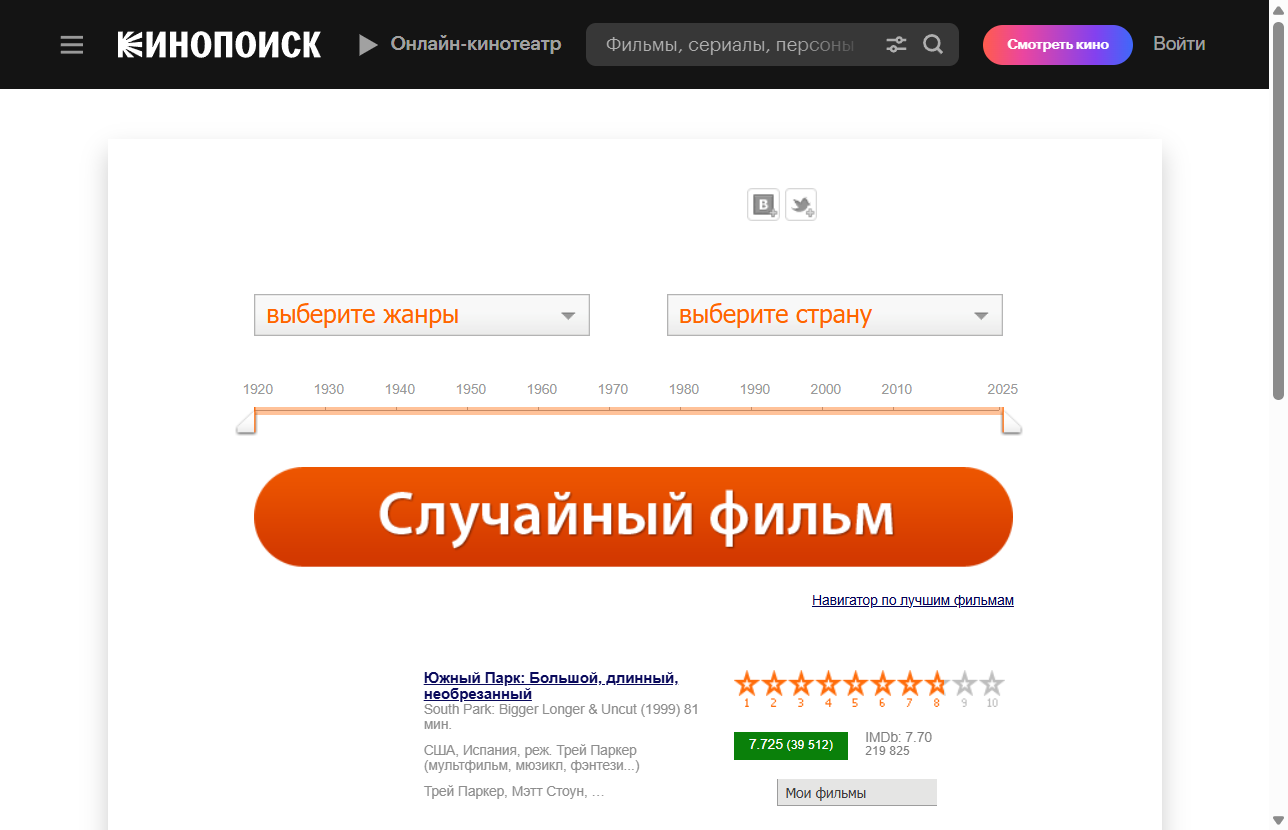 КИНОПОИСК
Онлайн-кинотеатр
Фильмы, сериалы, персоны
Смотреть кино
Войти
B
выберите жанры
выберите страну
1920 1930 1940 1950 1960 1970 1980 1990 2000 2010 2025
Случайный фильм
Навигатор по лучшим фильмам
Южный Парк: Большой, длинный,
необрезанный
South Park: Bigger Longer & Uncut (1999) 81
мин.
США, Испания, реж. Трей Паркер
(мультфильм, мюзикл, фэнтези...)
Трей Паркер, Мэтт Стоун, ...
1 2 3 4 5 6 7 8 9 10
7.725 (39 512)
IMDb: 7.70
219 825
Мои фильмы